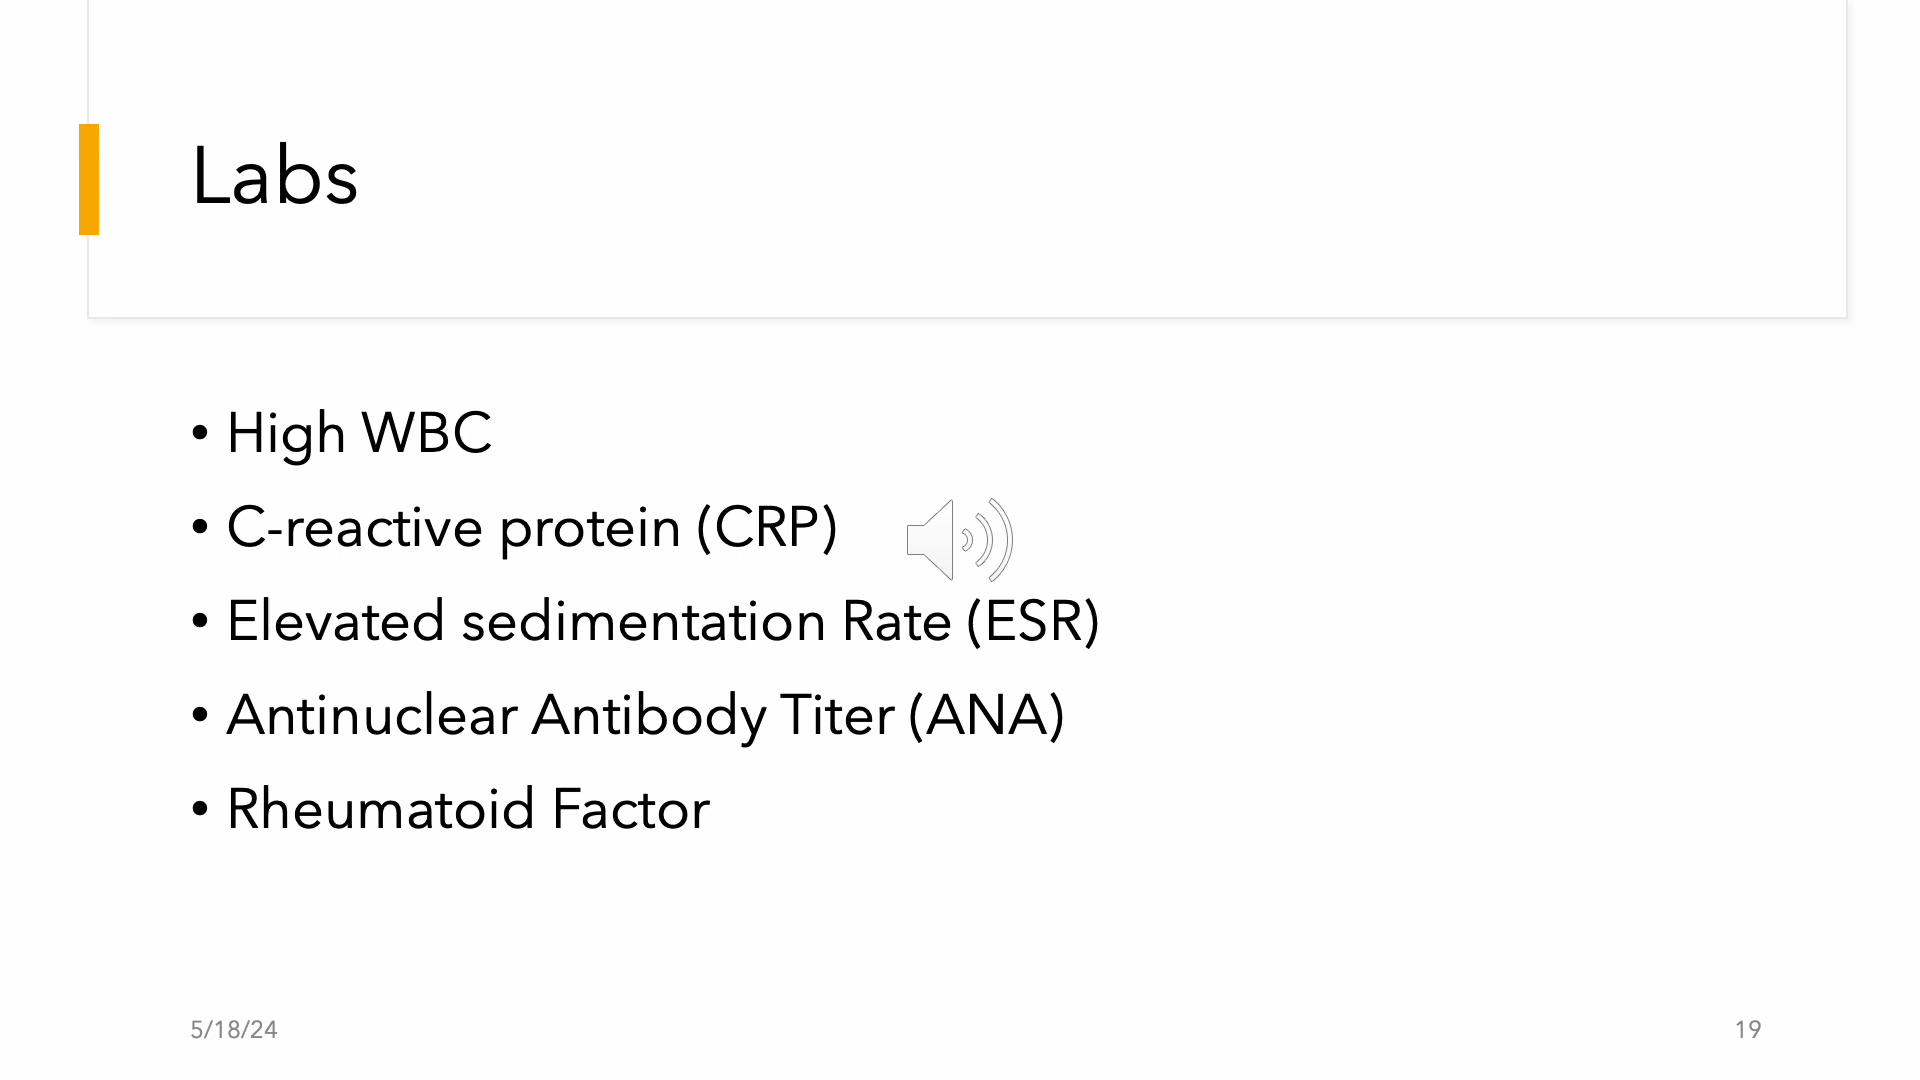 Labs
• High WBC
• C-reactive protein (CRP)
• Elevated sedimentation Rate (ESR)
• Antinuclear Antibody Titer (ANA)
• Rheumatoid Factor
5/18/24
19